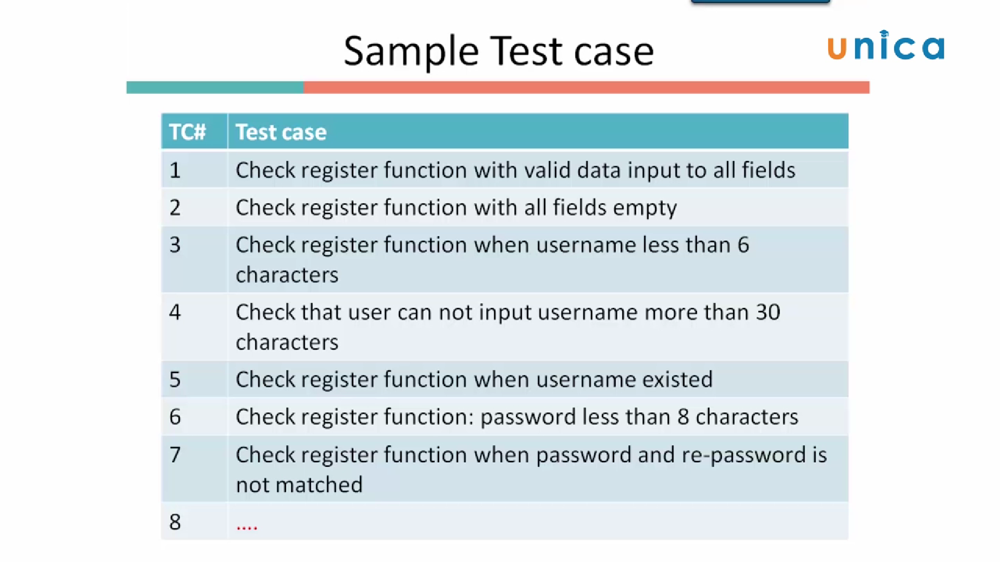 Sample Test case
unica
TC# Test case
1 Check register function with valid data input to all fields
2 Check register function with all fields empty
3 Check register function when username less than 6
characters
4 Check that user can not input username more than 30
characters
5 Check register function when username existed
6 Check register function: password less than 8 characters
7 Check register function when password and re-password is
not matched
8 ....